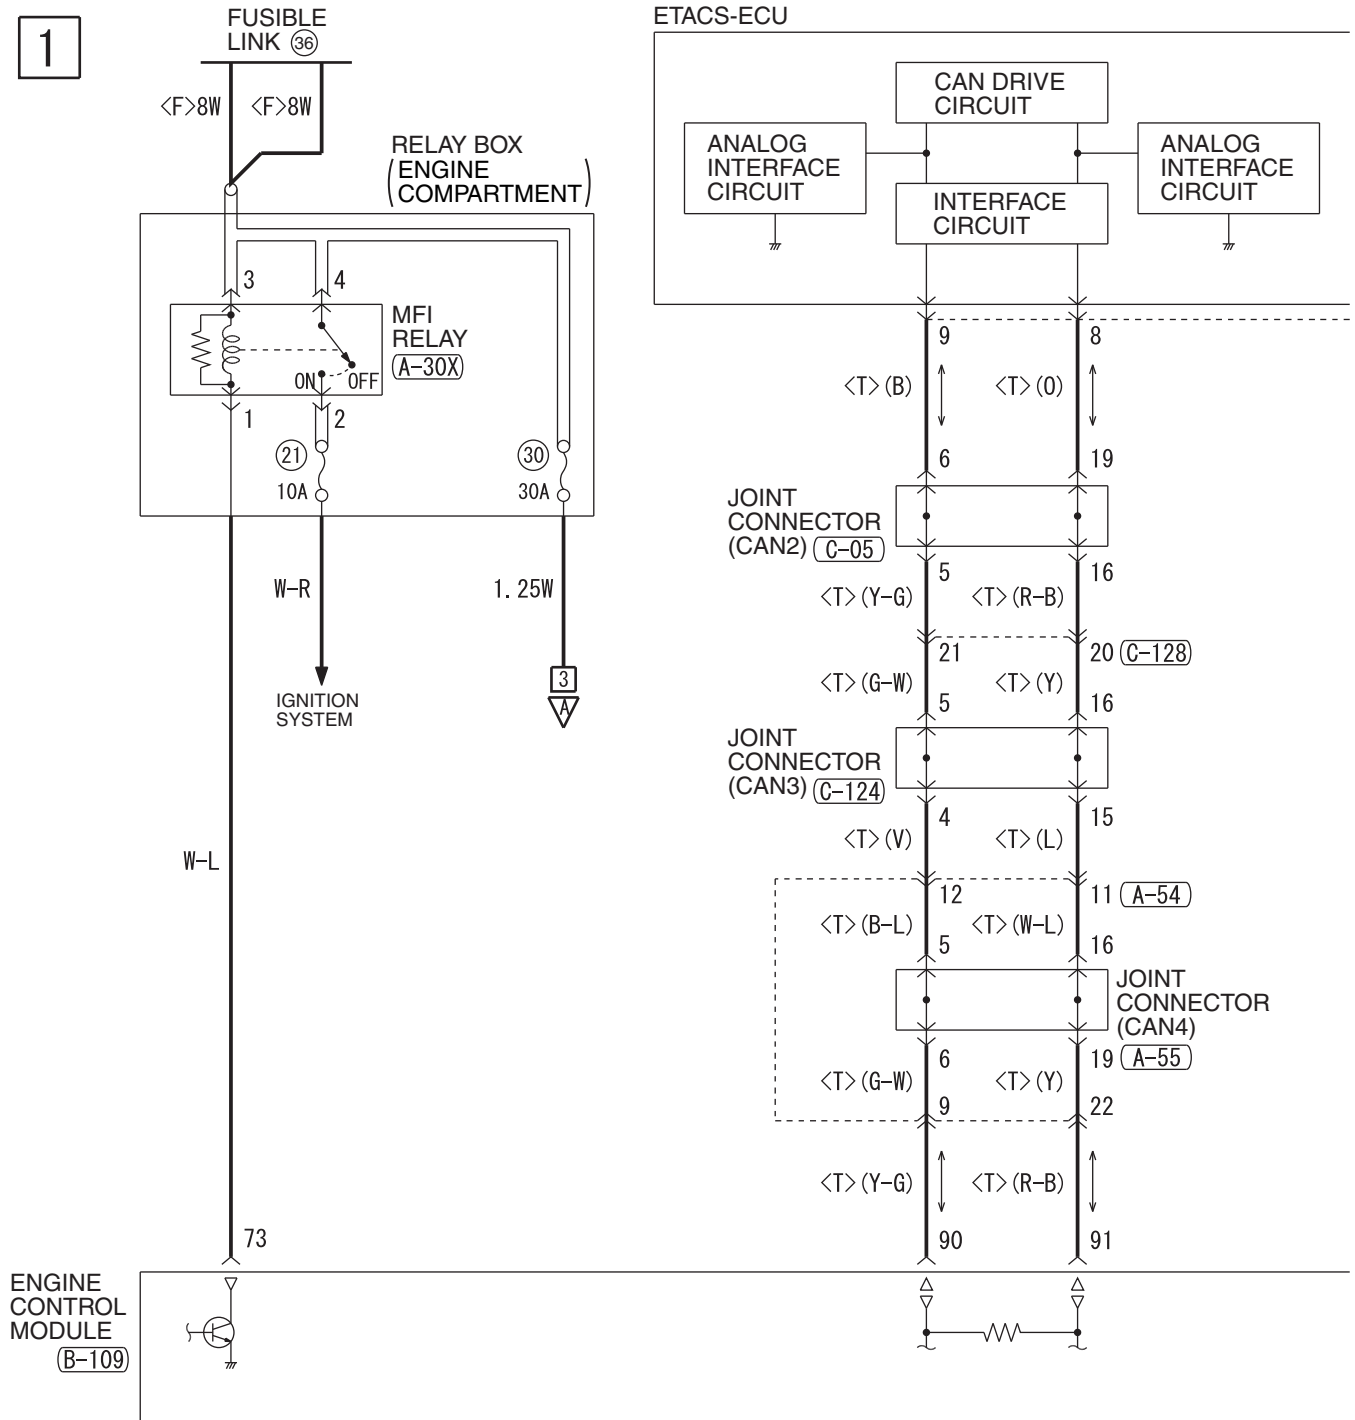 1
FUSIBLE
LINK 36
<F>8W
<F>8W
RELAY BOX
(ENGINE
COMPARTMENT)
3
4
MFI
RELAY
A-30X
ON
OFF
1
2
21
10A
30
30A
W-R
1.25W
IGNITION
SYSTEM
3
A
W-L
73
ENGINE
CONTROL
MODULE
B-109
ETACS-ECU
CAN DRIVE
CIRCUIT
ANALOG
INTERFACE
CIRCUIT
ANALOG
INTERFACE
CIRCUIT
INTERFACE
CIRCUIT
9
8
<T>(B)
<T>(O)
6
19
JOINT
CONNECTOR
(CAN2) C-05
5
16
<T>(Y-G)
<T>(R-B)
21
20 C-128
<T>(G-W)
<T>(Y)
5
16
JOINT
CONNECTOR
(CAN3) C-124
4
15
<T>(V)
<T>(L)
12
11 A-54
<T>(B-L)
<T>(W-L)
5
16
JOINT
CONNECTOR
(CAN4)
A-55
6
19
<T>(G-W)
<T>(Y)
9
22
<T>(Y-G)
<T>(R-B)
90
91